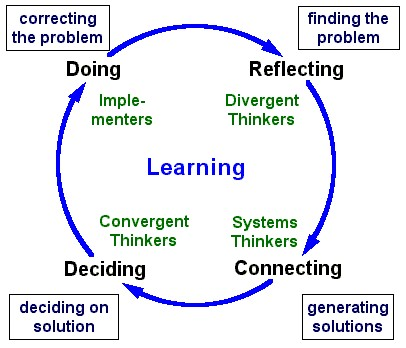 correcting
the problem
finding the
problem
Doing
Reflecting
Imple-
menters
Divergent
Thinkers
Learning
Convergent
Thinkers
Systems
Thinkers
Deciding
Connecting
deciding on
solution
generating
solutions